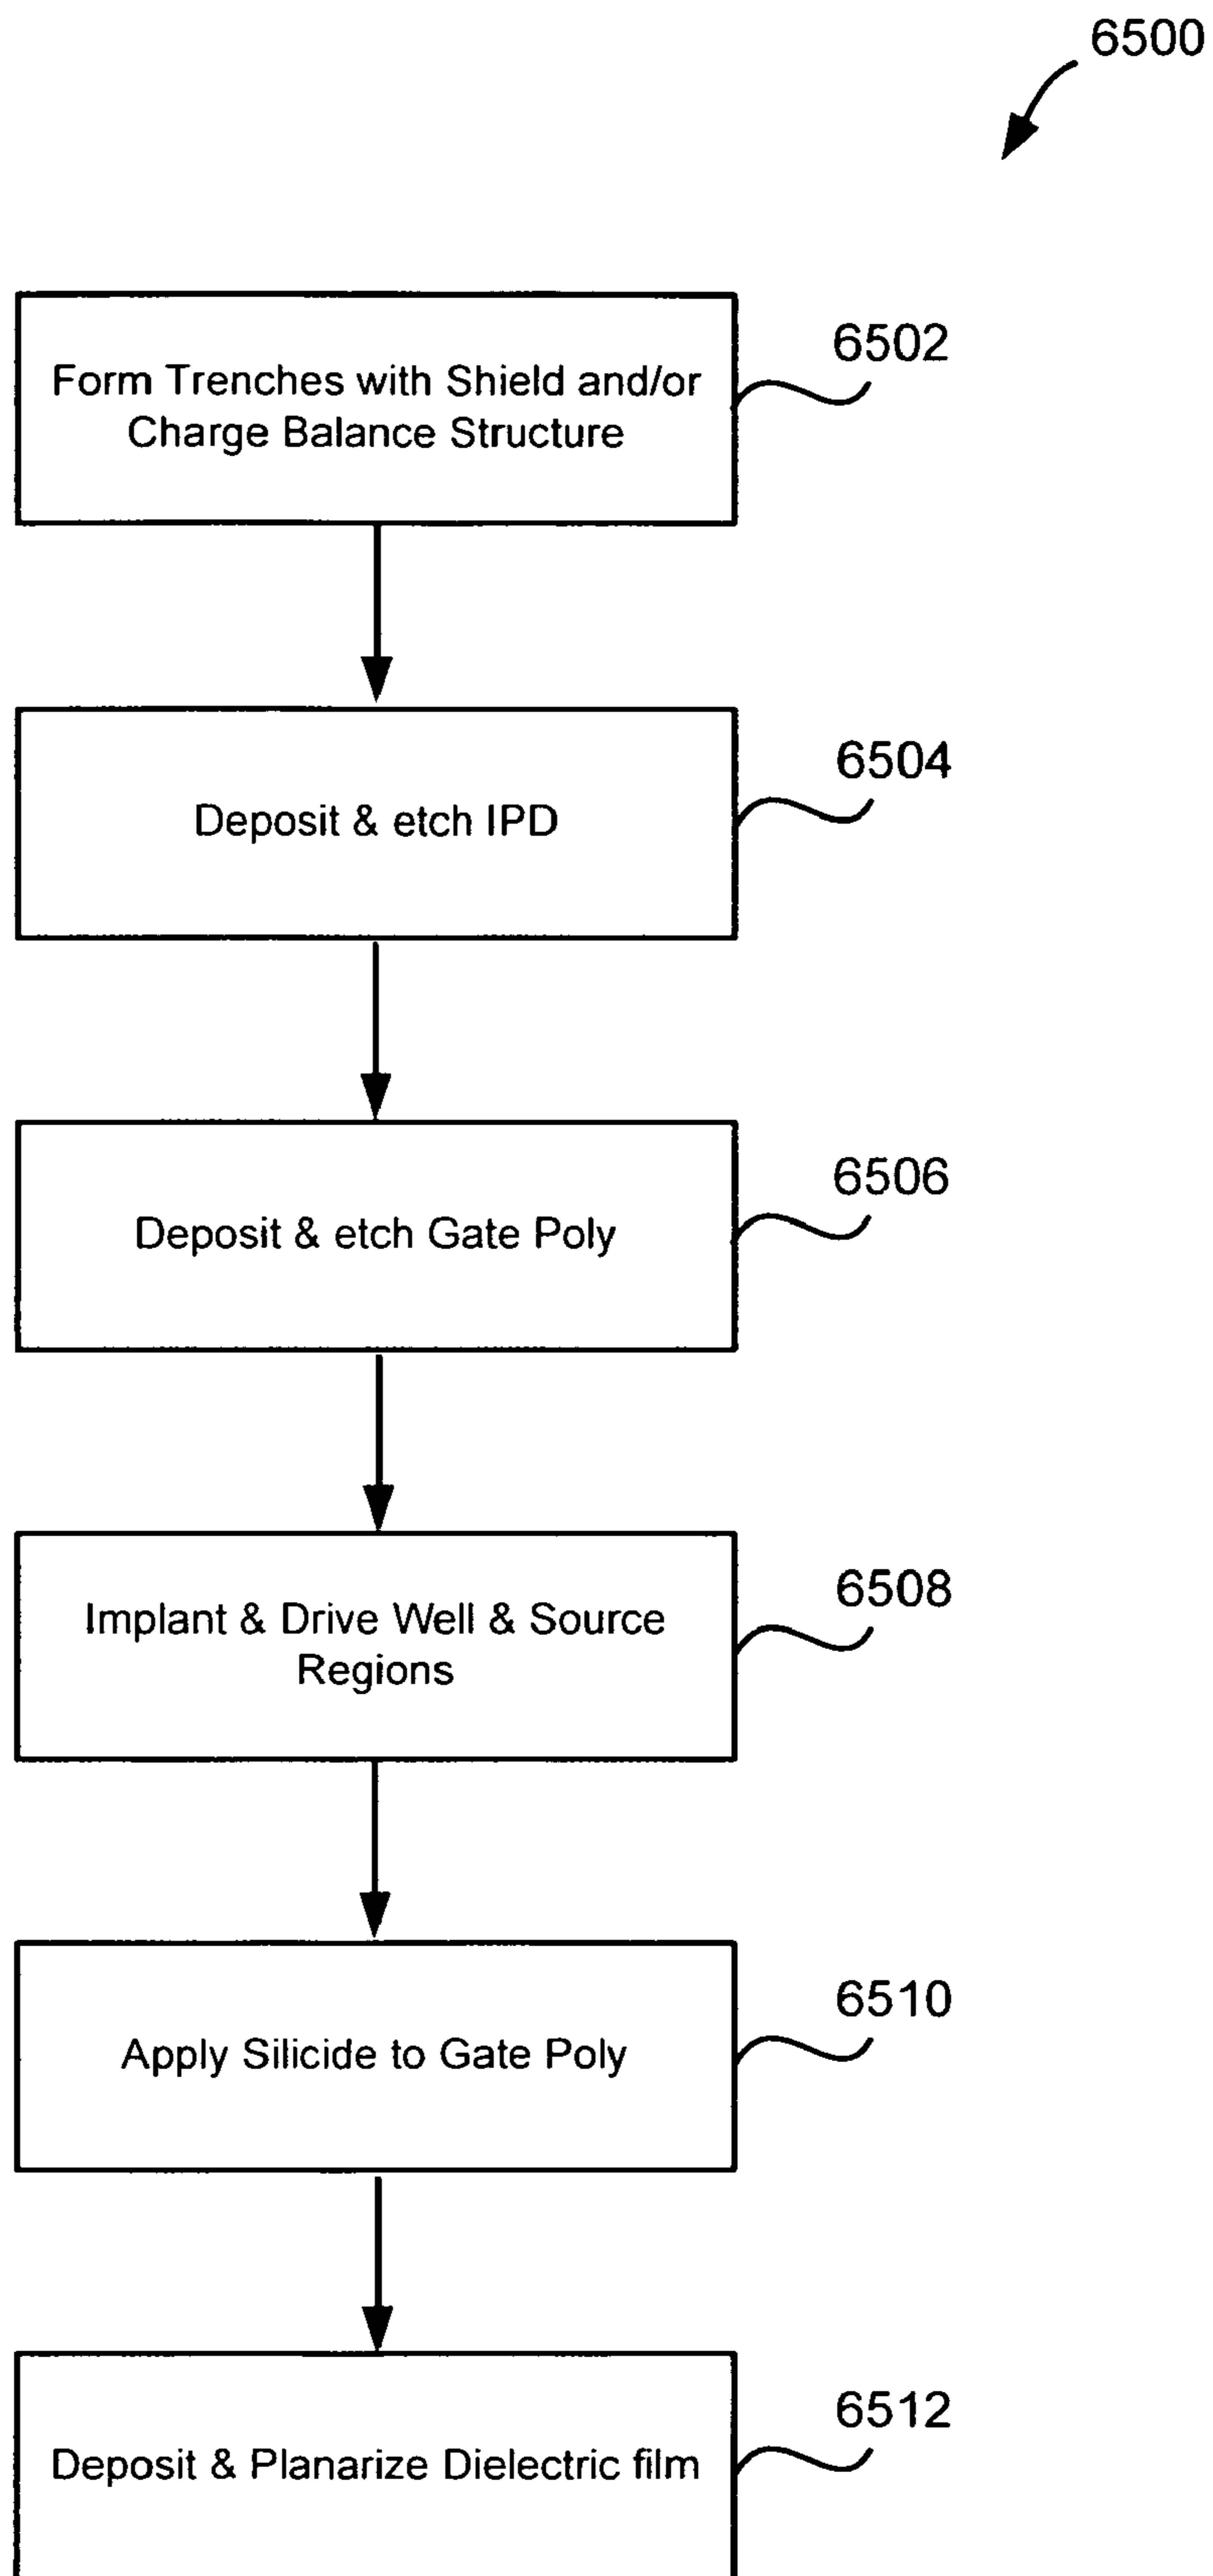 6500
6502
Form Trenches with Shield and/or
Charge Balance Structure
6504
Deposit & etch IPD
6506
Deposit & etch Gate Poly
6508
Implant & Drive Well & Source
Regions
6510
Apply Silicide to Gate Poly
6512
Deposit & Planarize Dielectric film